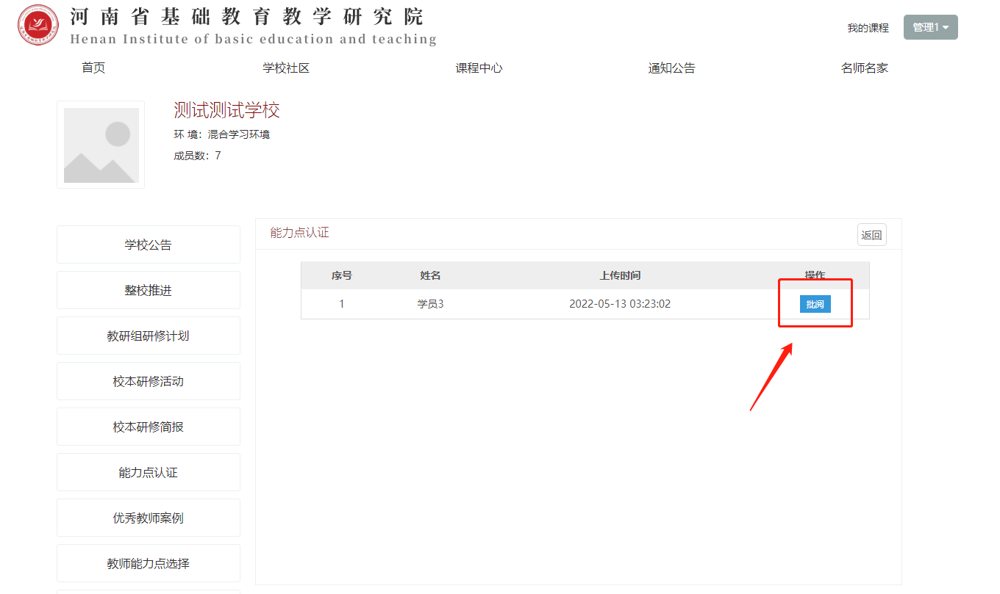 河南省基础教育教学研究院
Henan Institute of basic education and teaching
我的课程
管理1
首页
学校社区
课程中心
通知公告
名师名家
测试测试学校
环 境：混合学习环境
成员数：7
学校公告
整校推进
教研组研修计划
校本研修活动
校本研修简报
能力点认证
优秀教师案例
教师能力点选择
能力点认证
返回
序号 姓名 上传时间 操作
1 学员3 2022-05-13 03:23:02 批阅